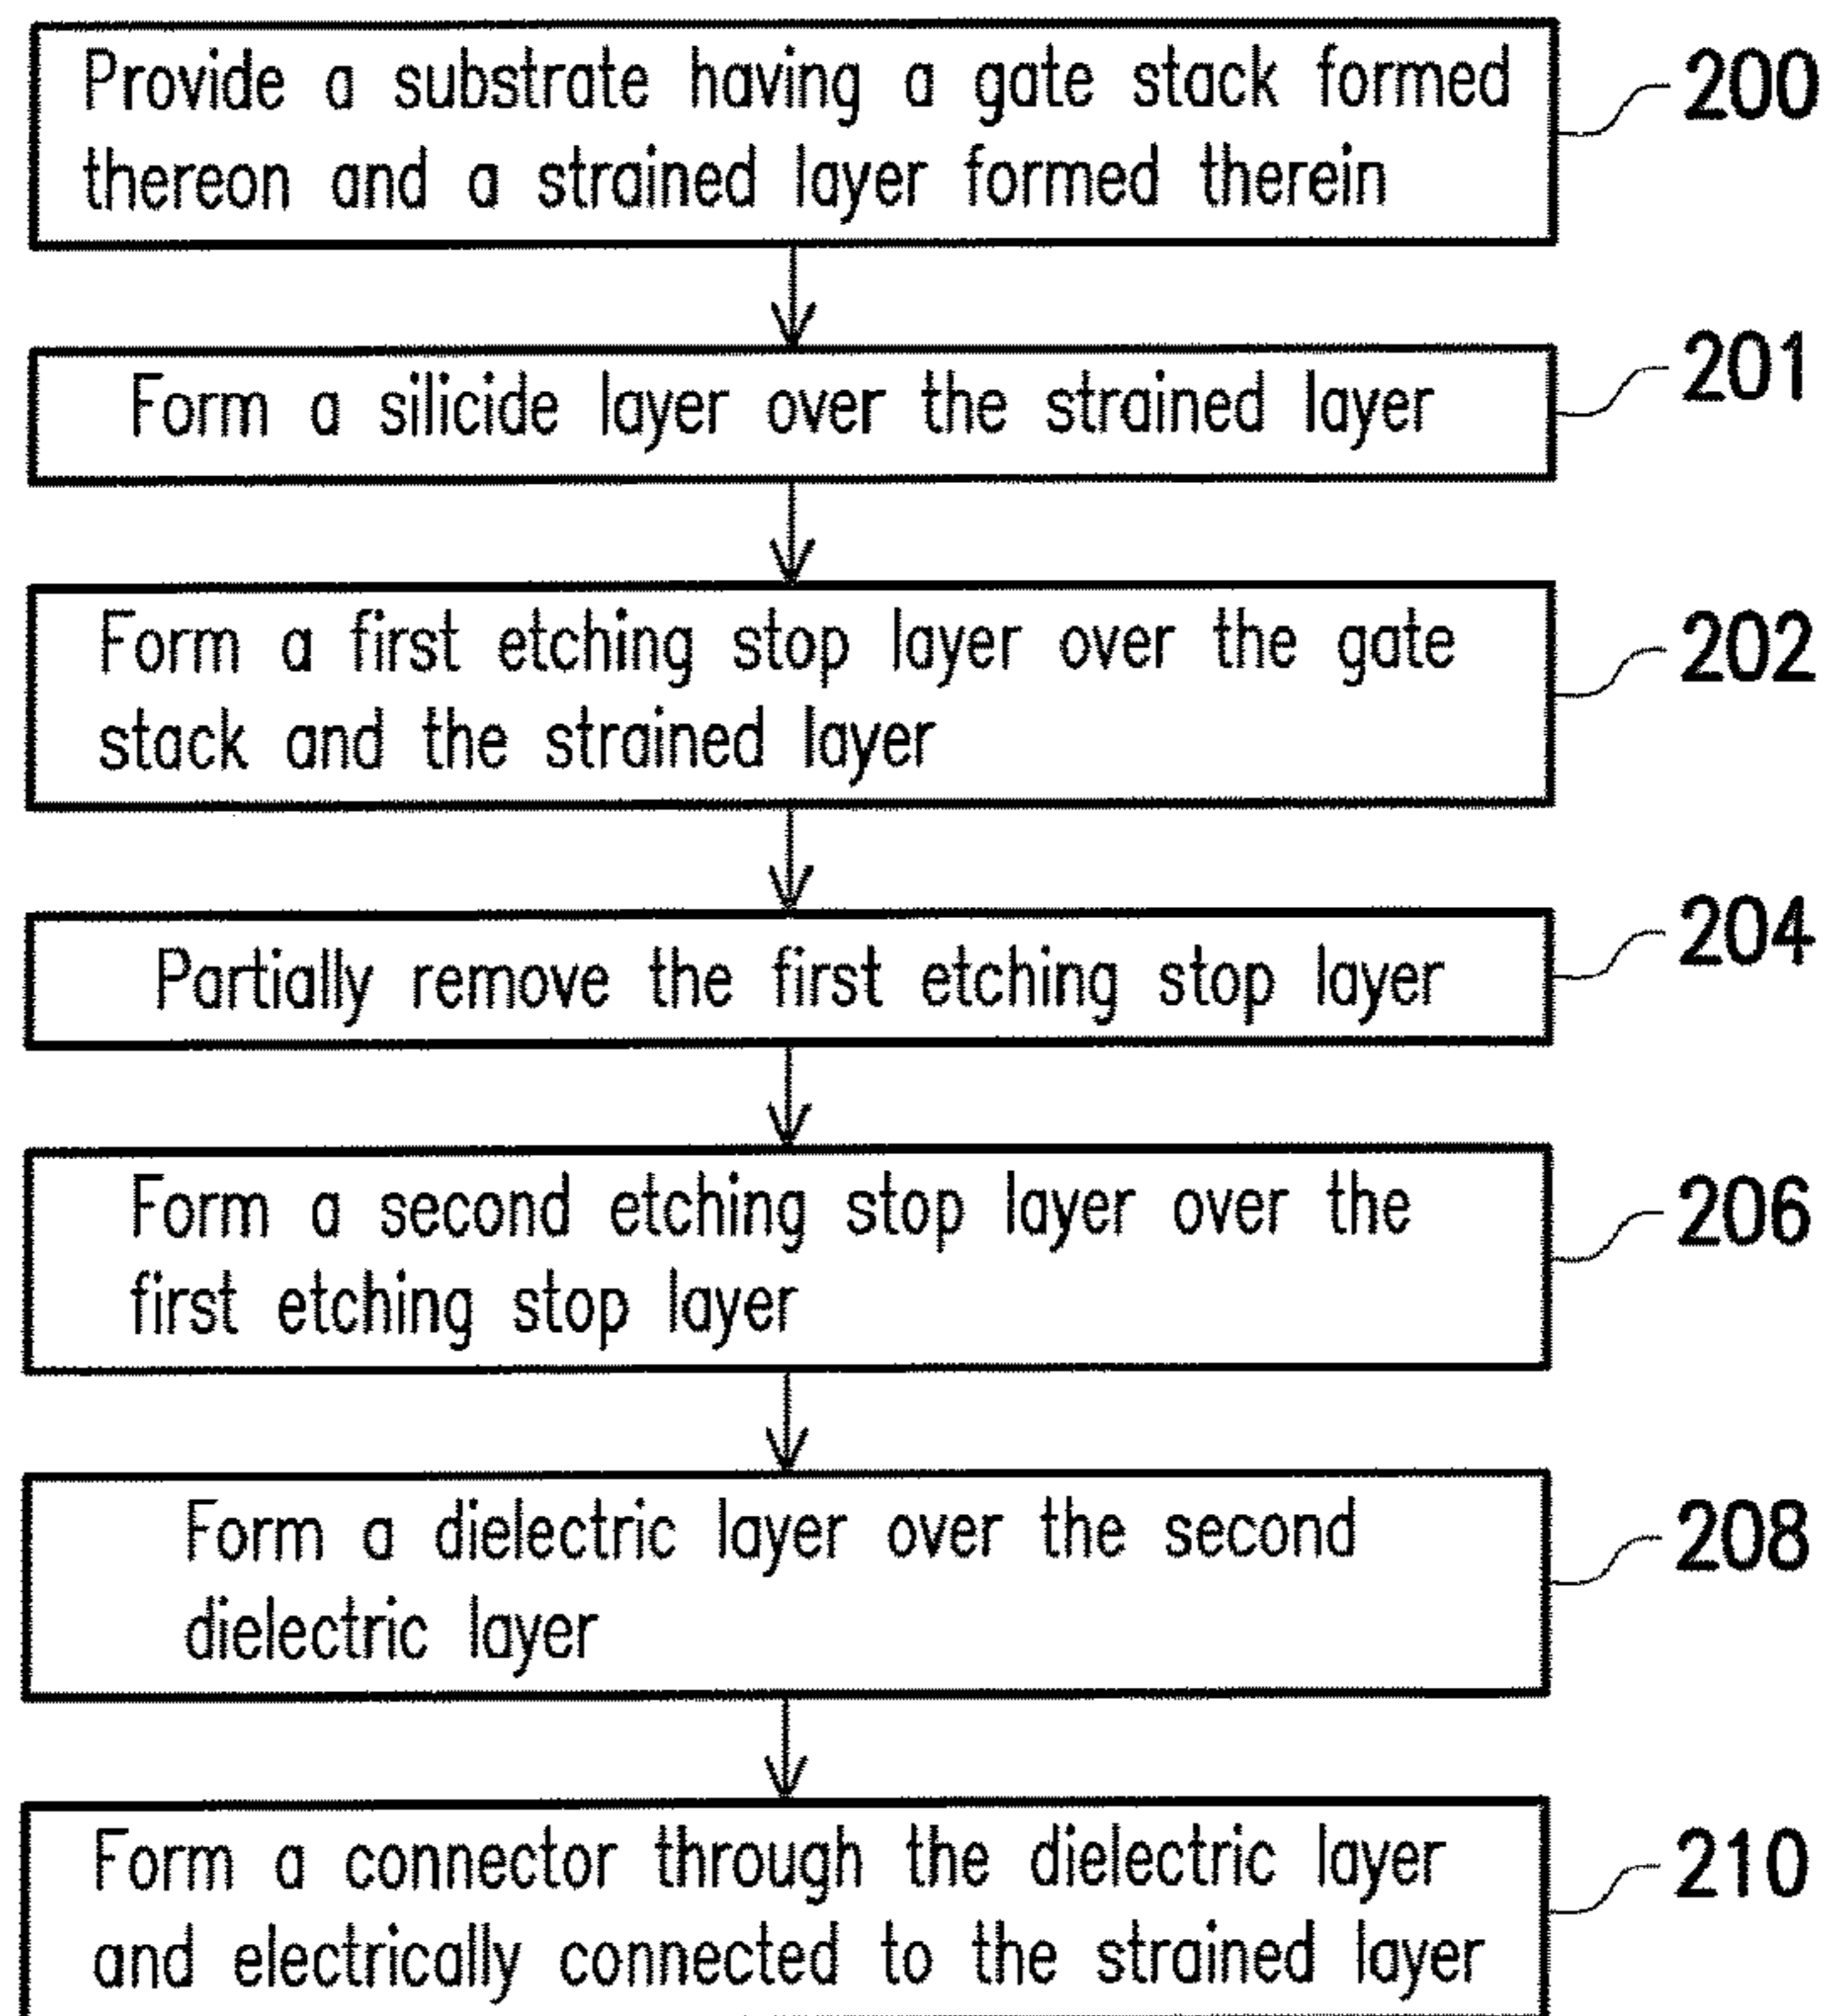 Provide a substrate having a gate stack formed
thereon and a strained layer formed therein
200
Form a silicide layer over the strained layer
201
Form a first etching stop layer over the gate
stack and the strained layer
202
Partially remove the first etching stop layer
204
Form a second etching stop layer over the
first etching stop layer
206
Form a dielectric layer over the second
dielectric layer
208
Form a connector through the dielectric layer
and electrically connected to the strained layer
210